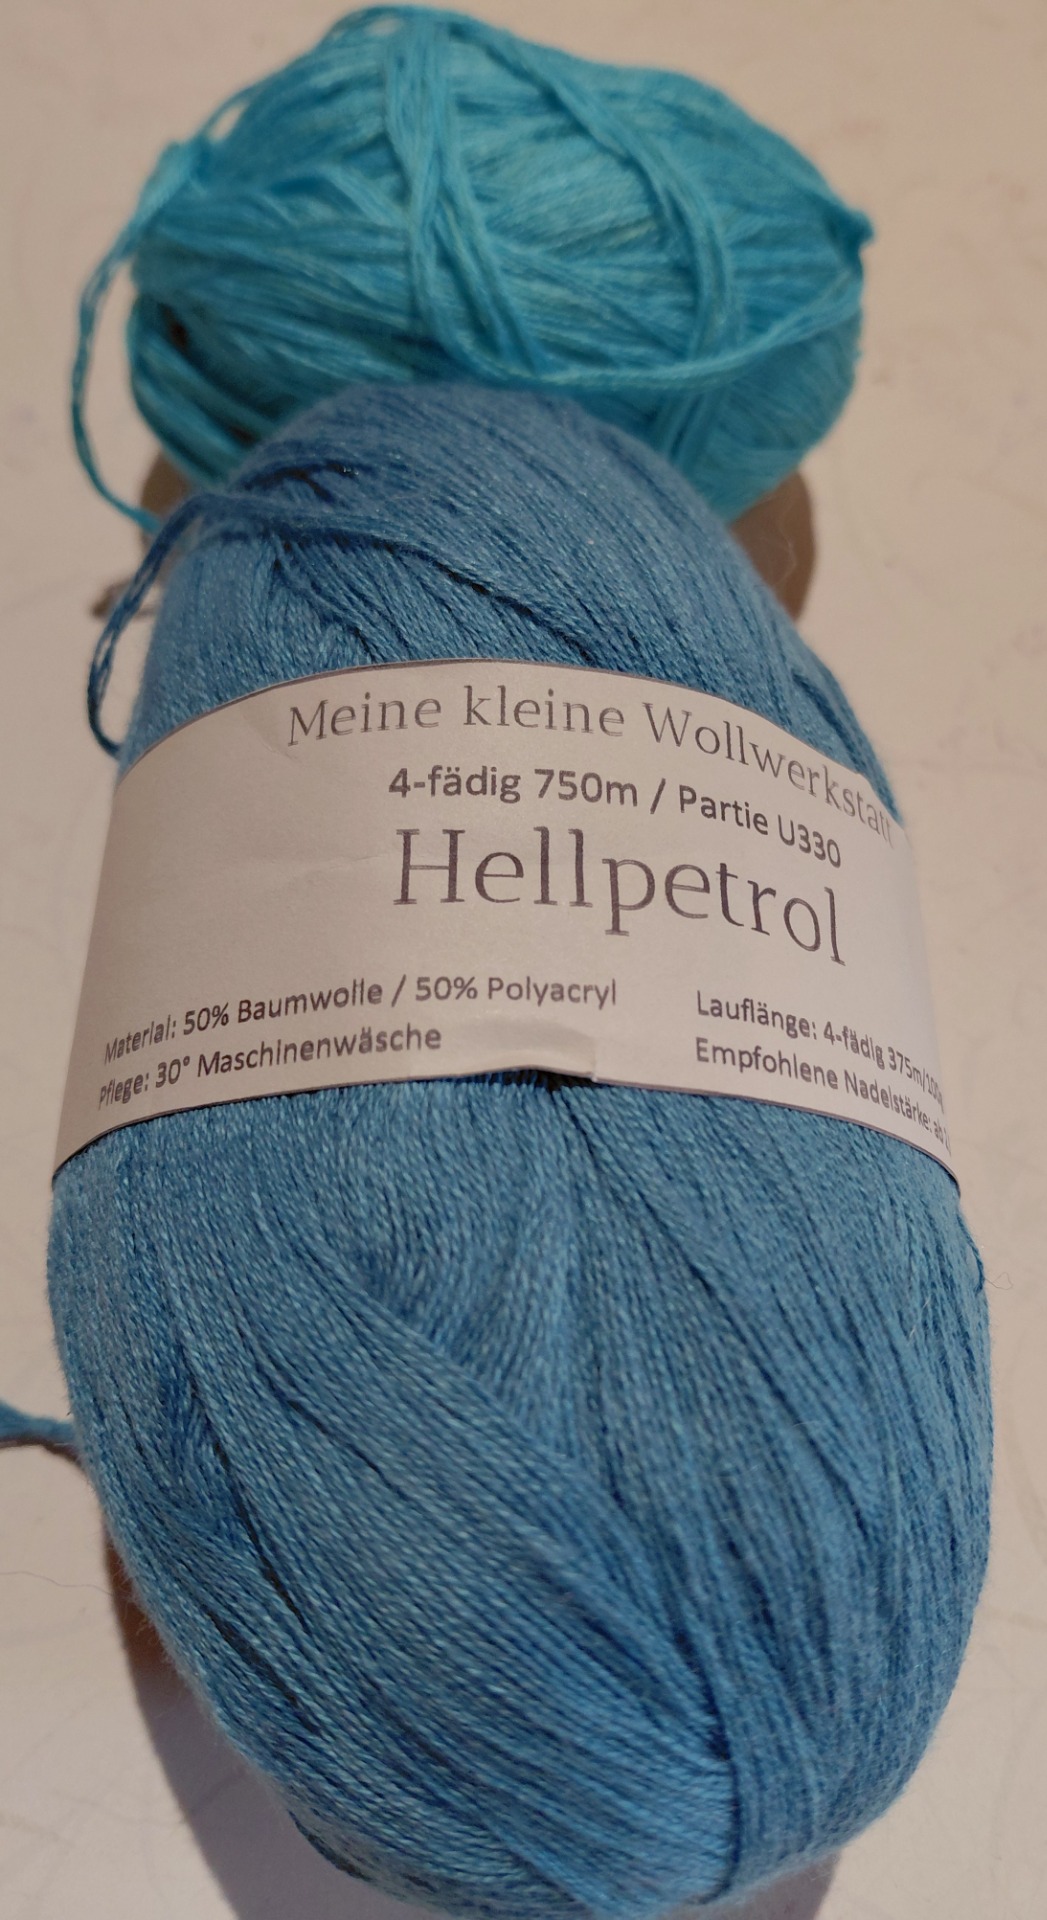 Meine kleine Wollwerkstatt
4-fädig 750m / Partie U330
Hellpetrol
Material: 50% Baumwolle / 50% Polyacryl
Pflege: 30° Maschinenwäsche
Lauflänge: 4-fädig 375m/100g
Empfohlene Nadelstärke: ab